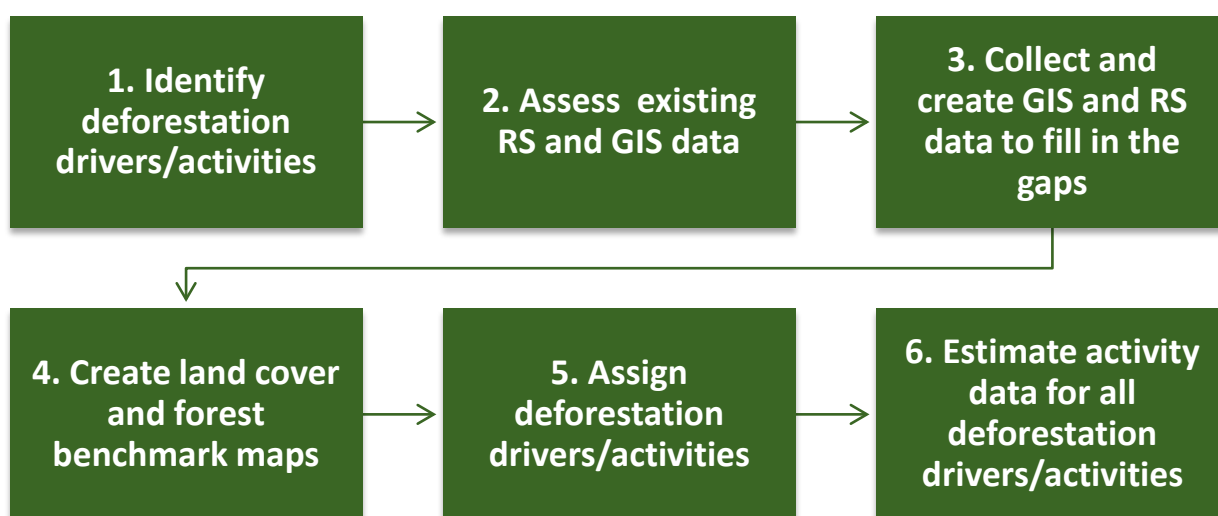 1. Identify
deforestation
drivers/activities
2. Assess  existing
RS and GIS data
3. Collect and
create GIS and RS
data to fill in the
gaps
4. Create land cover
and forest
benchmark maps
5. Assign
deforestation
drivers/activities
6. Estimate activity
data for all
deforestation
drivers/activities